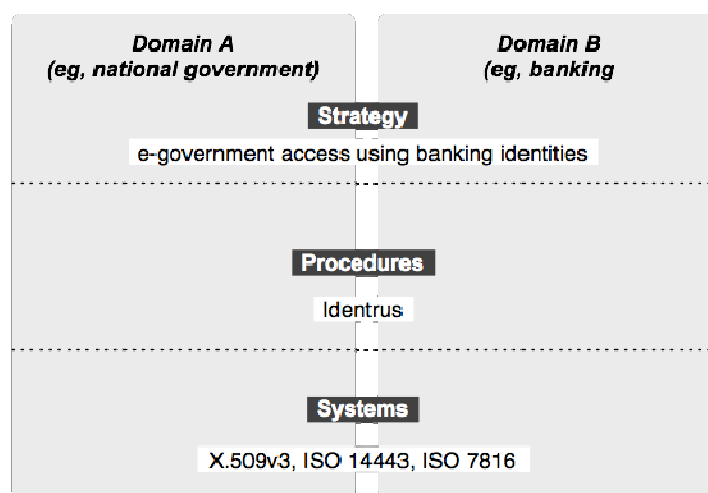 Domain A
(eg, national government)
Domain B
(eg, banking
Strategy
e-government access using banking identities
Procedures
Identrus
Systems
X.509v3, ISO 14443, ISO 7816